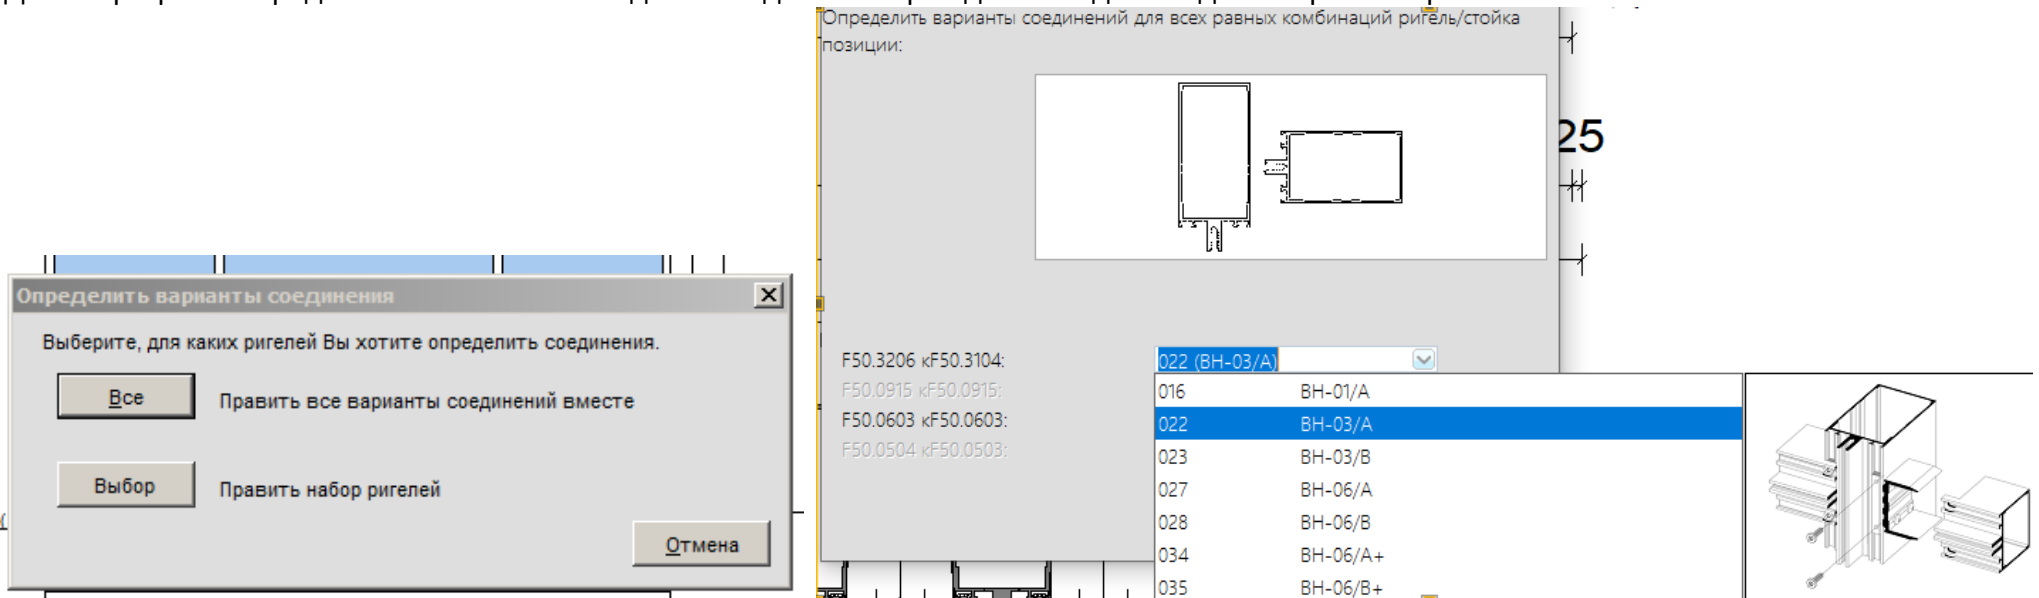 Определить варианты соединения
Выберите, для каких ригелей Вы хотите определить соединения.
Все
Править все варианты соединений вместе
Выбор
Править набор ригелей
Отмена
Определить варианты соединений для всех равных комбинаций ригель/стойка
позиции:
25
F50.3206 кF50.3104:
022 (BH-03/A)
F50.0915 кF50.0915:
F50.0603 кF50.0603:
F50.0504 кF50.0503:
016 BH-01/A
022 BH-03/A
023 BH-03/B
027 BH-06/A
028 BH-06/B
034 BH-06/A+
035 BH-06/B+